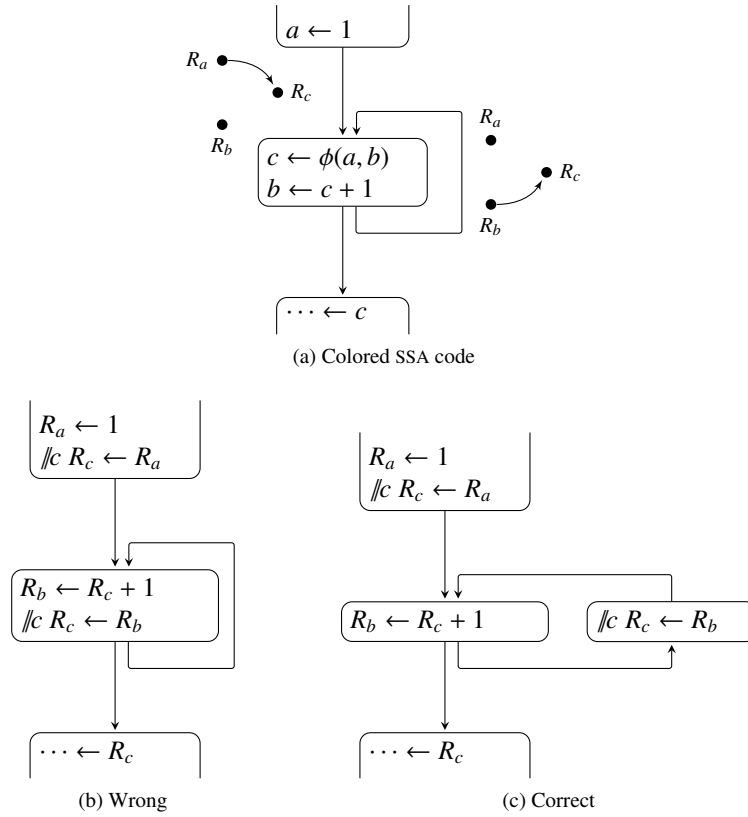 a ← 1
R_a
R_c
R_b
c ← ϕ(a, b)
b ← c + 1
R_a
R_c
R_b
⋯ ← c
(a) Colored SSA code
R_a ← 1
//c R_c ← R_a
R_b ← R_c + 1
//c R_c ← R_b
⋯ ← R_c
(b) Wrong
R_a ← 1
//c R_c ← R_a
R_b ← R_c + 1
//c R_c ← R_b
⋯ ← R_c
(c) Correct